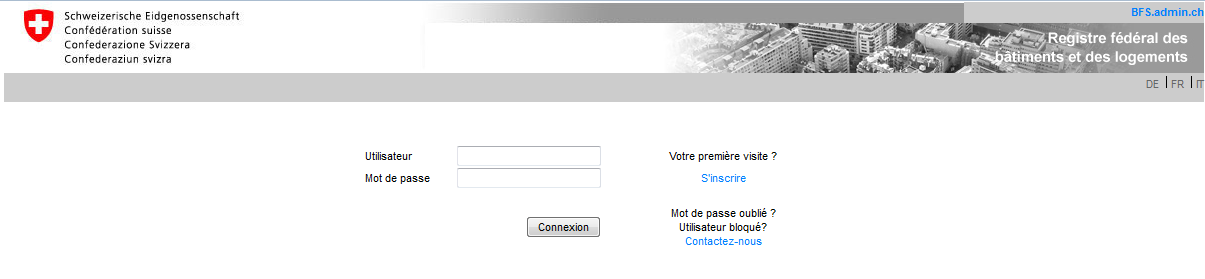 Schweizerische Eidgenossenschaft
Confédération suisse
Confederazione Svizzera
Confederaziun svizra
BFS.admin.ch
Registre fédéral des
bâtiments et des logements
DE FR IT
Utilisateur
Mot de passe
Connexion
Votre première visite ?
S'inscrire
Mot de passe oublié ?
Utilisateur bloqué?
Contactez-nous